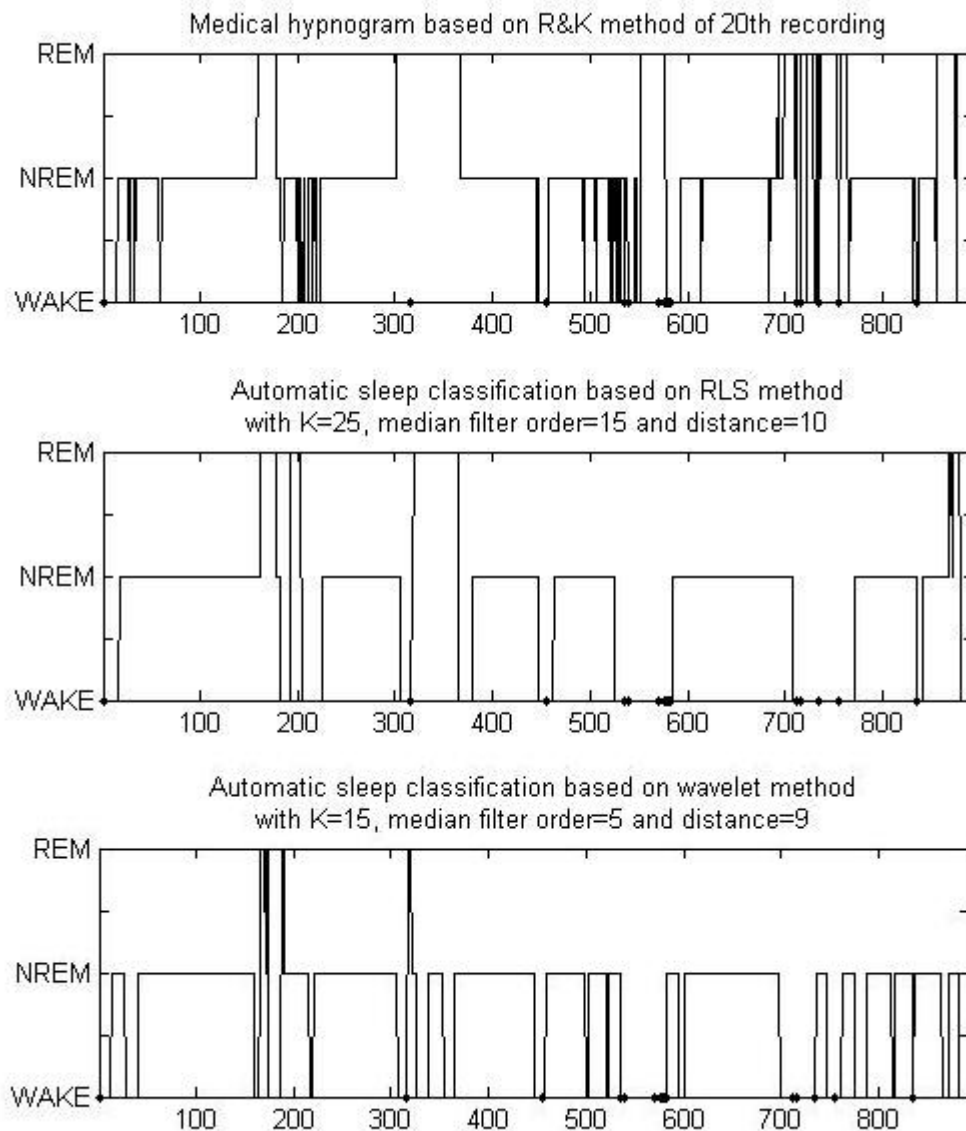 Medical hypnogram based on R&K method of 20th recording
REM
NREM
WAKE
100 200 300 400 500 600 700 800
Automatic sleep classification based on RLS method
with K=25, median filter order=15 and distance=10
REM
NREM
WAKE
100 200 300 400 500 600 700 800
Automatic sleep classification based on wavelet method
with K=15, median filter order=5 and distance=9
REM
NREM
WAKE
100 200 300 400 500 600 700 800